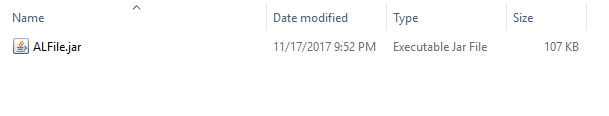 Name Date modified Type Size
ALFile.jar 11/17/2017 9:52 PM Executable Jar File 107 KB